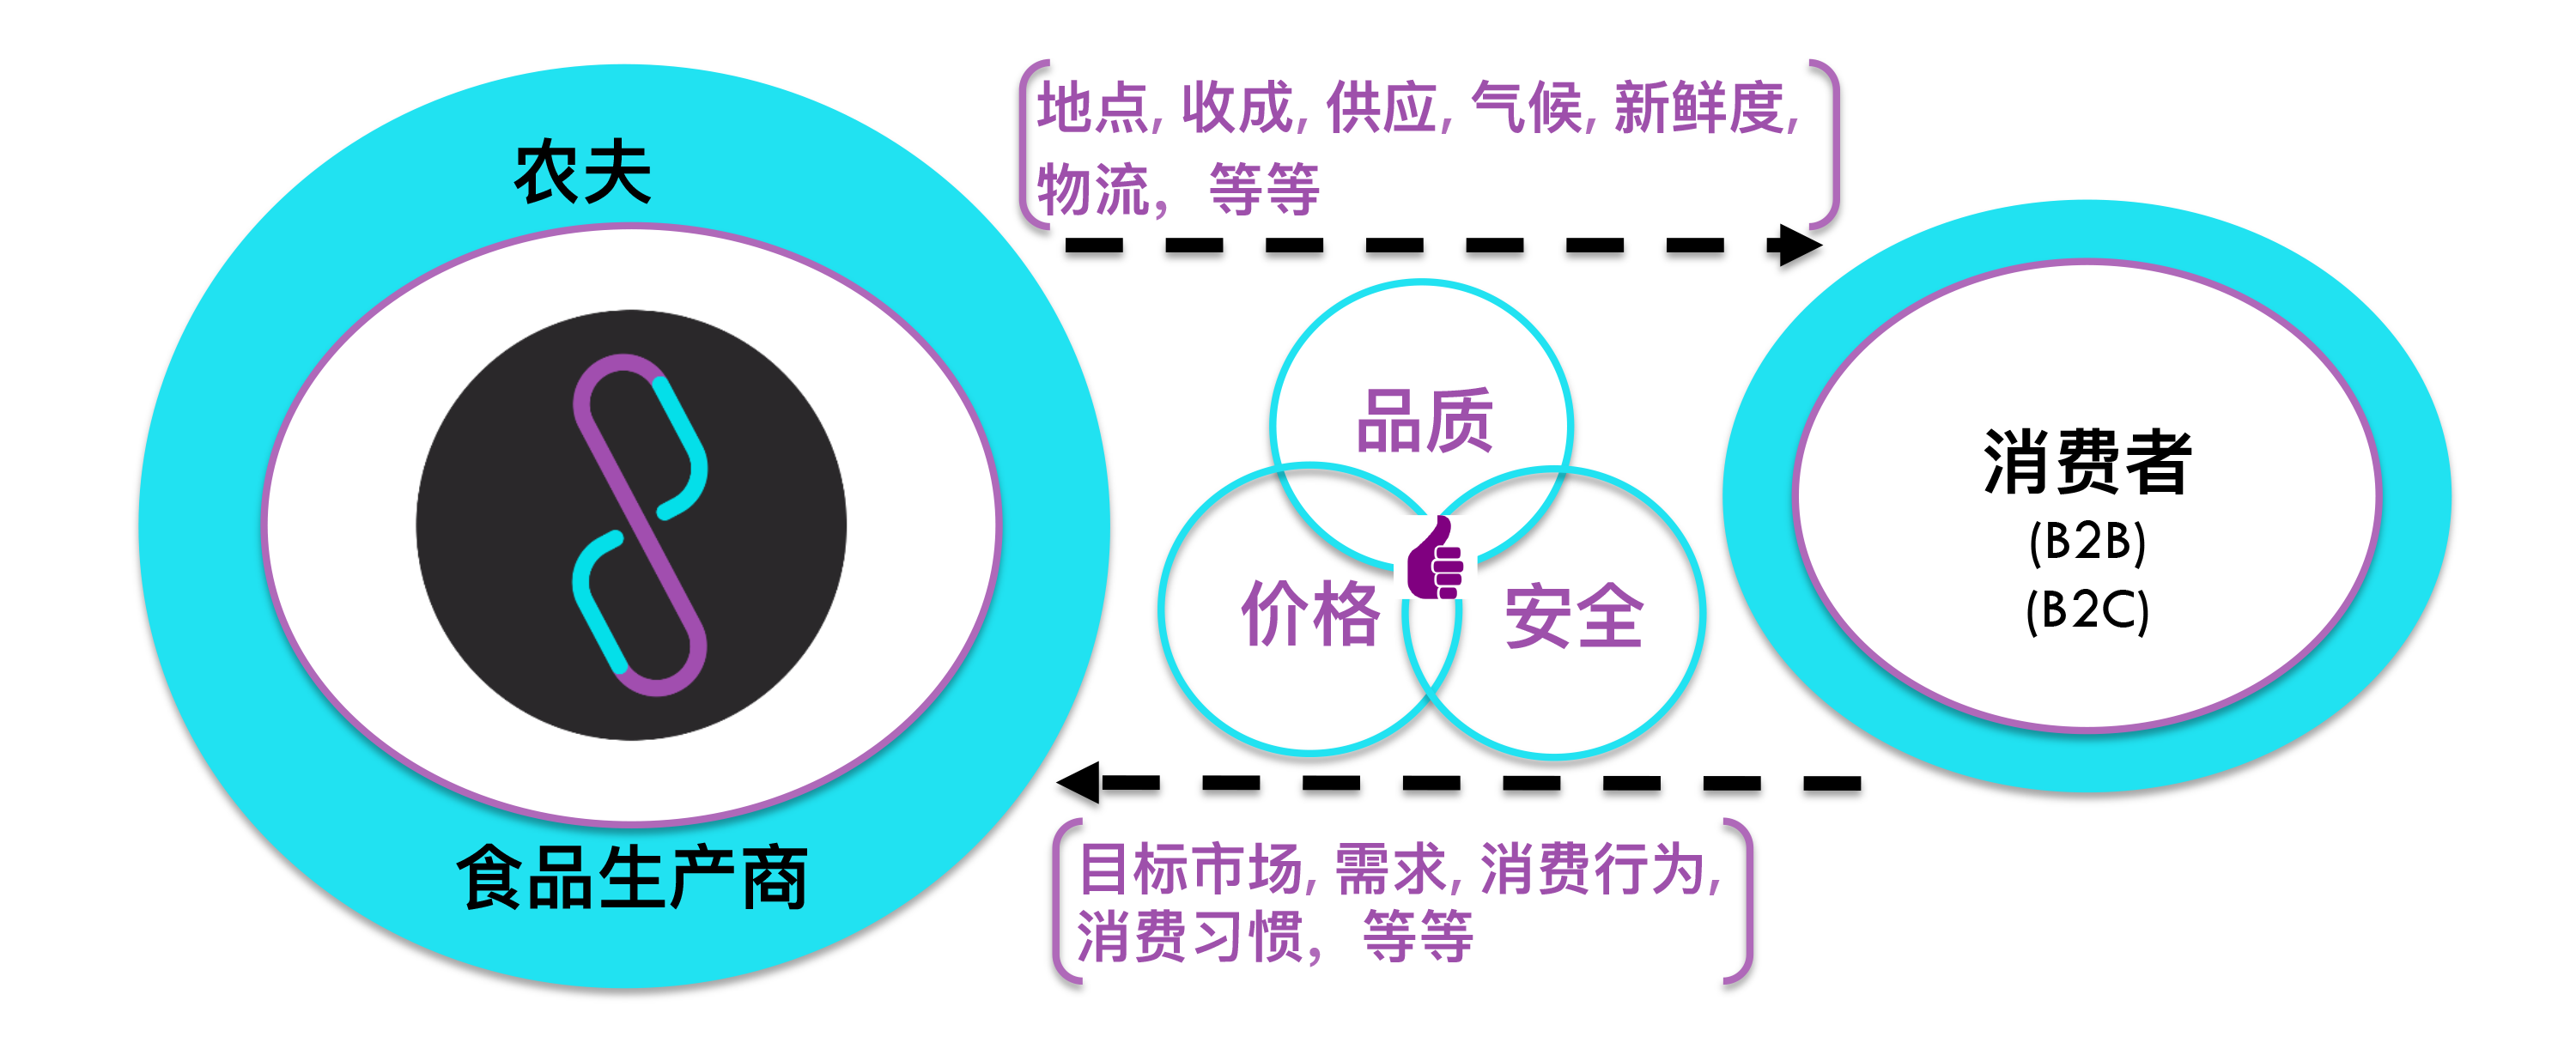 农夫
食品生产商
地点, 收成, 供应, 气候, 新鲜度,
物流，等等
品质
价格
安全
目标市场, 需求, 消费行为,
消费习惯，等等
消费者
(B2B)
(B2C)